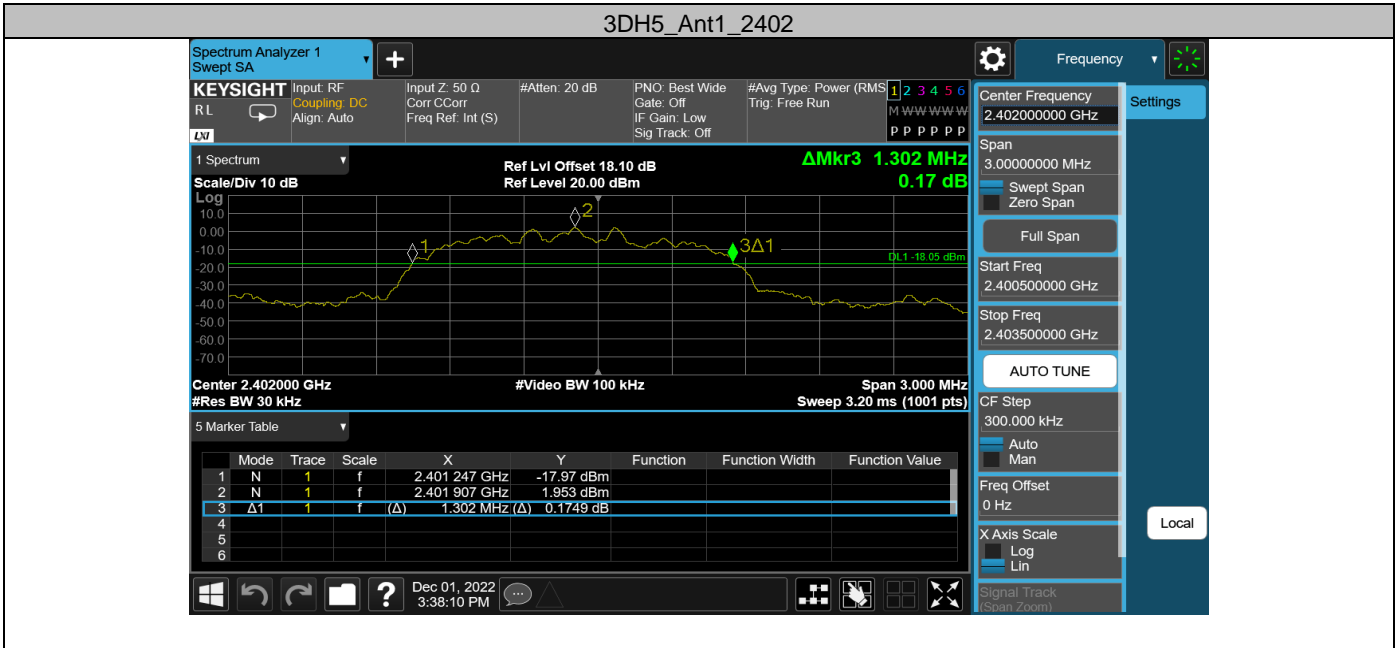 3DH5_Ant1_2402
Spectrum Analyzer 1
Swept SA
Frequency
KEYSIGHT
RL
LXI
Input: RF
Coupling: DC
Align: Auto
Input Z: 50 Ω
Corr CCorr
Freq Ref: Int (S)
#Atten: 20 dB
PNO: Best Wide
Gate: Off
IF Gain: Low
Sig Track: Off
#Avg Type: Power (RMS
Trig: Free Run
1 2 3 4 5 6
M W W W W W
P P P P P P
1 Spectrum
Scale/Div 10 dB
Ref Lvl Offset 18.10 dB
Ref Level 20.00 dBm
ΔMkr3 1.302 MHz
0.17 dB
Log
10.0
0.00
-10.0
-20.0
-30.0
-40.0
-50.0
-60.0
-70.0
1
2
3Δ1
DL1 -18.05 dBm
Center 2.402000 GHz
#Video BW 100 kHz
Span 3.000 MHz
#Res BW 30 kHz
Sweep 3.20 ms (1001 pts)
5 Marker Table
Mode Trace Scale X Y Function Function Width Function Value
1 N 1 f 2.401 247 GHz -17.97 dBm
2 N 1 f 2.401 907 GHz 1.953 dBm
3 Δ1 1 f (Δ) 1.302 MHz (Δ) 0.1749 dB
4
5
6
?
Dec 01, 2022
3:38:10 PM
Center Frequency
2.402000000 GHz
Settings
Span
3.00000000 MHz
Swept Span
Zero Span
Full Span
Start Freq
2.400500000 GHz
Stop Freq
2.403500000 GHz
AUTO TUNE
CF Step
300.000 kHz
Auto
Man
Freq Offset
0 Hz
Local
X Axis Scale
Log
Lin
Signal Track
(Span Zoom)